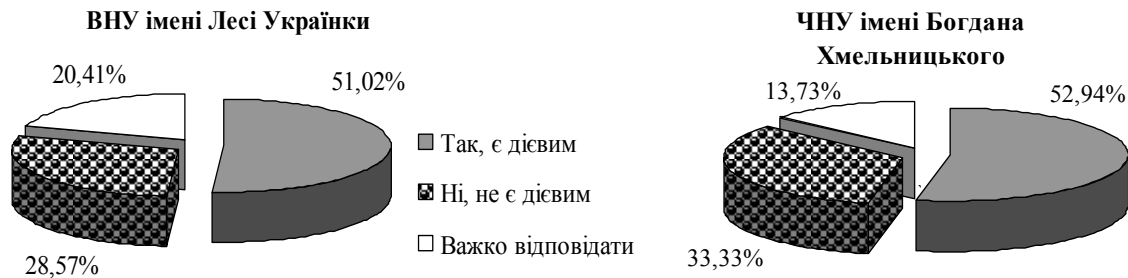 ВНУ імені Лесі Українки
20,41%
51,02%
28,57%
Так, є дієвим
Ні, не є дієвим
Важко відповідати
ЧНУ імені Богдана
Хмельницького
13,73%
52,94%
33,33%